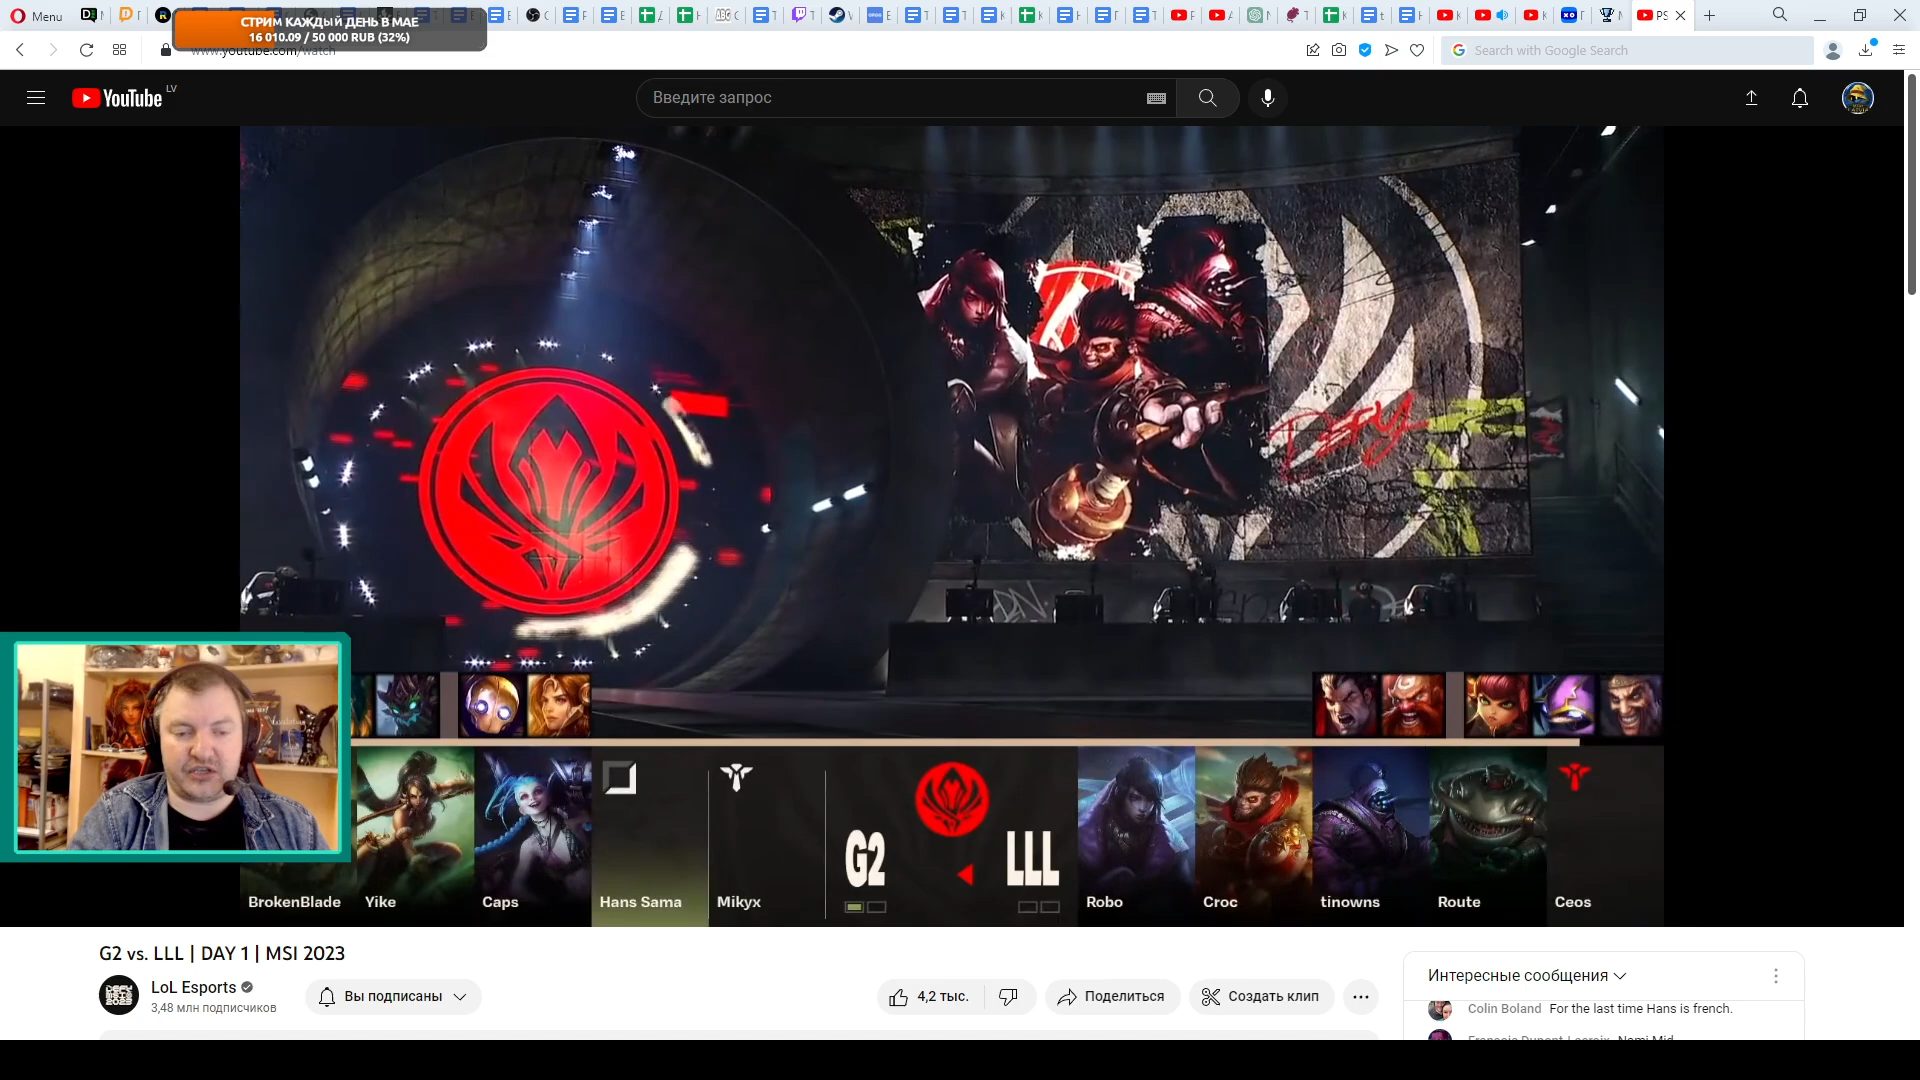 Menu
СТРИМ КАЖДЫЙ ДЕНЬ В МАЕ
16 010.09 / 50 000 RUB (32%)
www.youtube.com/watch
Search with Google Search
YouTube LV
Введите запрос
DEFY
BrokenBlade
Yike
Caps
Hans Sama
Mikyx
G2
LLL
Robo
Croc
tinowns
Route
Ceos
G2 vs. LLL | DAY 1 | MSI 2023
LoL Esports
3,48 млн подписчиков
Вы подписаны
4,2 тыс.
Поделиться
Создать клип
Интересные сообщения
Colin Boland For the last time Hans is french.